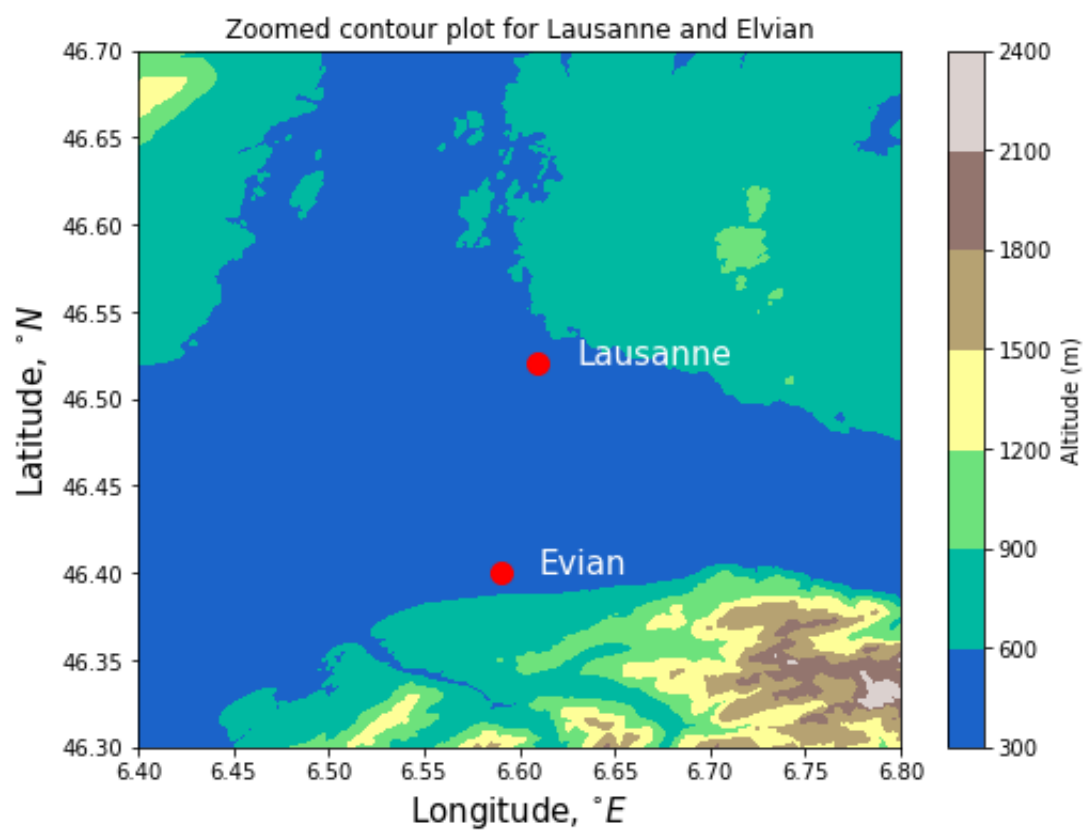 Zoomed contour plot for Lausanne and Elvian
46.70
46.65
46.60
46.55
46.50
46.45
46.40
46.35
46.30
Latitude, °N
Lausanne
Evian
6.40 6.45 6.50 6.55 6.60 6.65 6.70 6.75 6.80
Longitude, °E
2400
2100
1800
1500
1200
900
600
300
Altitude (m)